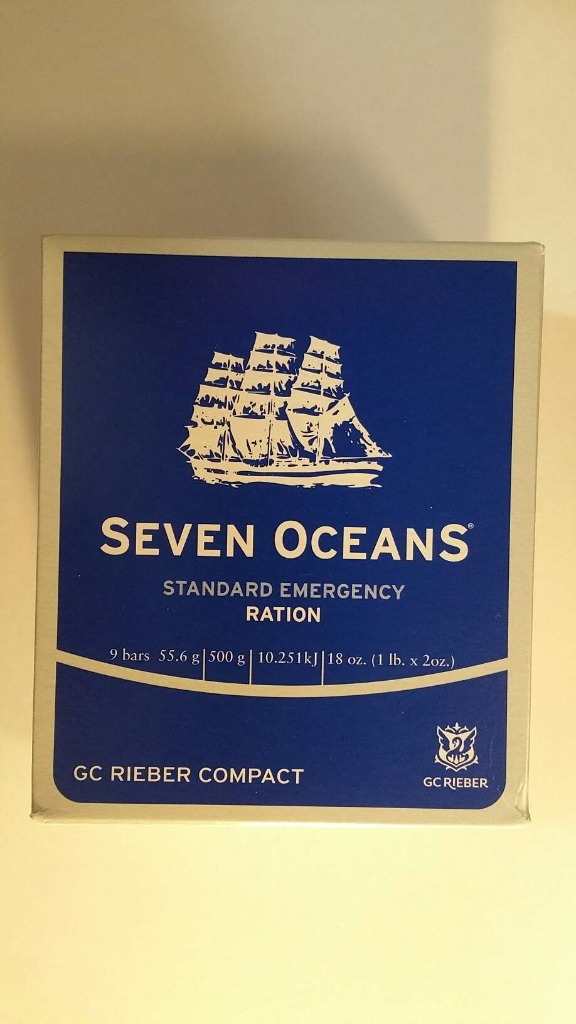 SEVEN OCEANS®
STANDARD EMERGENCY
RATION
9 bars 55.6 g | 500 g | 10.251kJ | 18 oz. (1 lb. x 2oz.)
GC RIEBER COMPACT
GC RIEBER